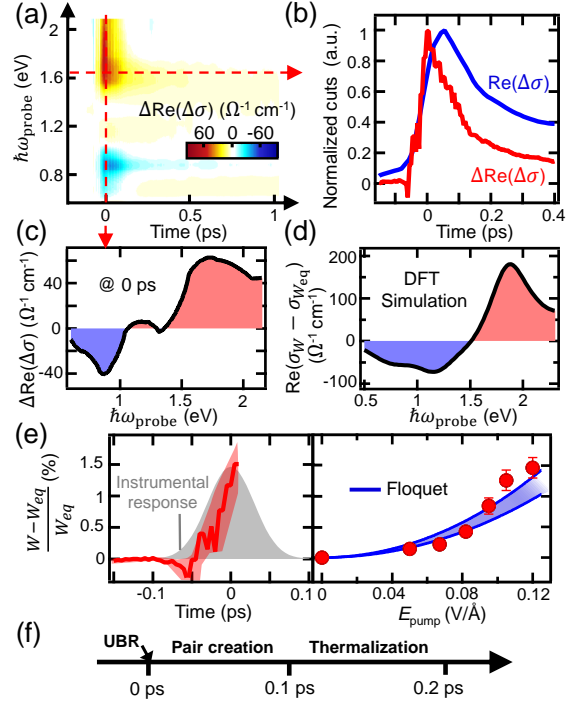 (a)
2.1
1.6
1.2
0.8
ℏω_probe (eV)
ΔRe(Δσ) (Ω⁻¹ cm⁻¹)
60 0 -60
0 0.5 1
Time (ps)
(b)
1
0.8
0.6
0.4
0.2
0
Normalized cuts (a.u.)
Re(Δσ)
ΔRe(Δσ)
0 0.2 0.4
Time (ps)
(c)
ΔRe(Δσ) (Ω⁻¹ cm⁻¹)
40
0
-40
@ 0 ps
1 1.5 2
ℏω_probe (eV)
(d)
Re(σ_W − σ_W_eq)
(Ω⁻¹ cm⁻¹)
200
100
0
-100
DFT
Simulation
0.5 1 1.5 2
ℏω_probe (eV)
(e)
(W − W_eq)/W_eq (%)
1.5
1
0.5
0
Instrumental
response
-0.1 0 0.1
Time (ps)
Floquet
0 0.04 0.08 0.12
E_pump (V/Å)
(f)
UBR Pair creation Thermalization
0 ps 0.1 ps 0.2 ps